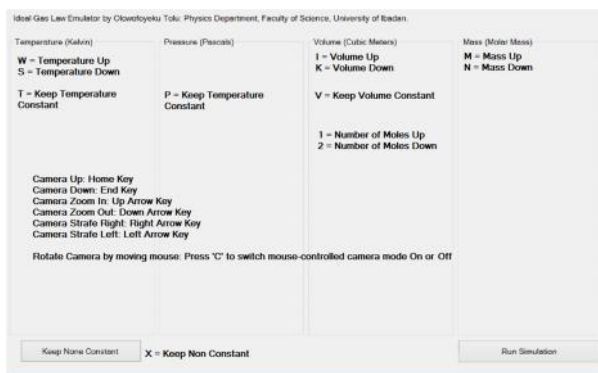 Ideal Gas Law Emulator by Olowofoyeku Tolu: Physics Department, Faculty of Science, University of Ibadan.
Temperature (Kelvin)
W = Temperature Up
S = Temperature Down
T = Keep Temperature
Constant
Pressure (Pascals)
P = Keep Temperature
Constant
Volume (Cubic Meters)
I = Volume Up
K = Volume Down
V = Keep Volume Constant
1 = Number of Moles Up
2 = Number of Moles Down
Mass (Molar Mass)
M = Mass Up
N = Mass Down
Camera Up: Home Key
Camera Down: End Key
Camera Zoom In: Up Arrow Key
Camera Zoom Out: Down Arrow Key
Camera Strafe Right: Right Arrow Key
Camera Strafe Left: Left Arrow Key
Rotate Camera by moving mouse: Press 'C' to switch mouse-controlled camera mode On or Off
Keep None Constant
X = Keep Non Constant
Run Simulation